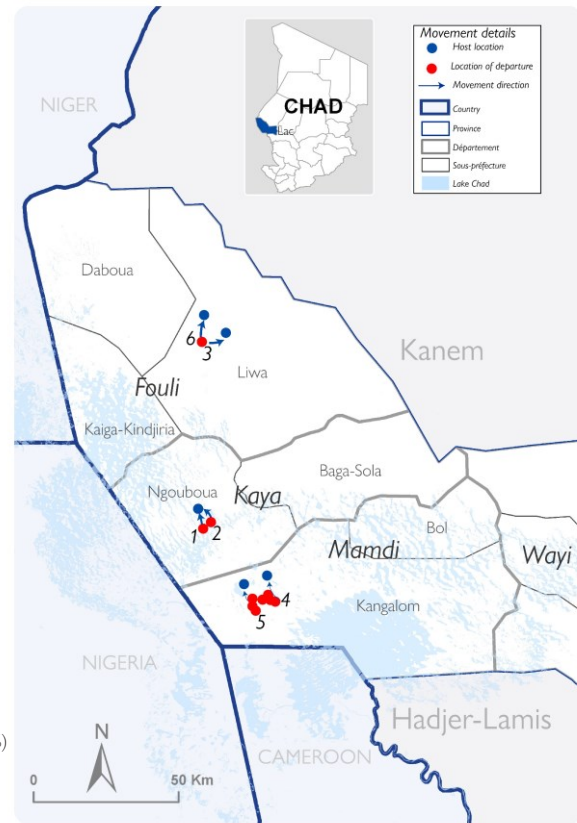 Movement details
Host location
Location of departure
Movement direction
Country
Province
Département
Sous-préfecture
Lake Chad
CHAD
Lac
NIGER
Daboua
Kanem
6
3
Liwa
Fouli
Kaiga-Kindjiria
Baga-Sola
Ngouboua
Kaya
Bol
1
2
Mamdi
Wayi
4
Kangalom
5
NIGERIA
Hadjer-Lamis
CAMEROON
)
N
0 50 Km